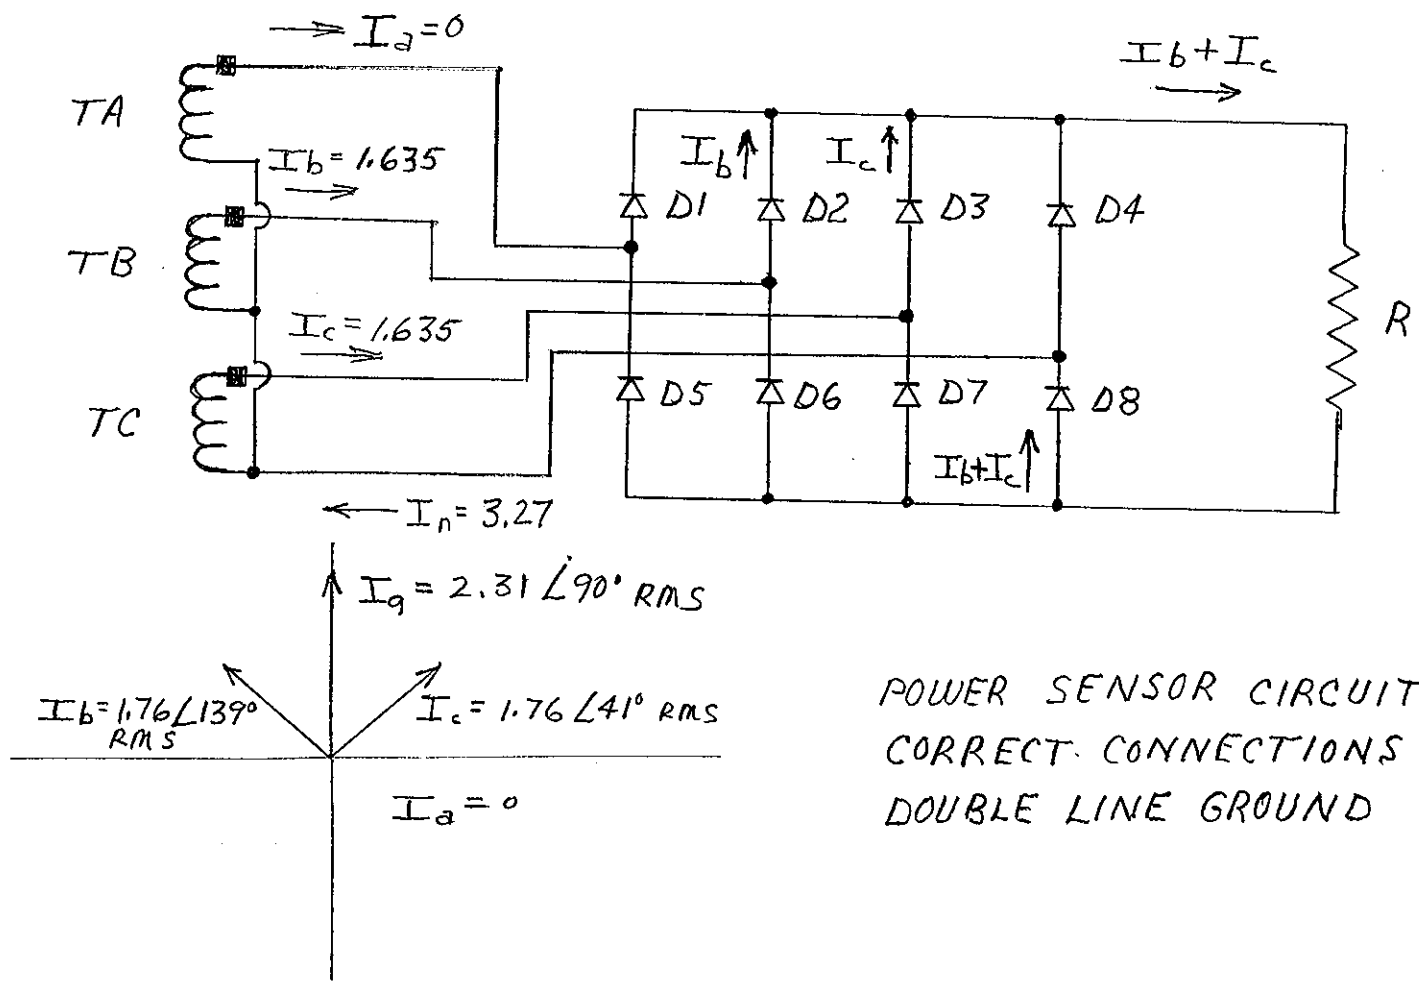 → Ia=0
Ib+Ic
TA
Ib=1.635
Ib
Ic
D1
D2
D3
D4
TB
Ic=1.635
R
TC
D5
D6
D7
D8
Ib+Ic
← In=3.27
Ig = 2.31∠90° RMS
Ib=1.76∠139°
RMS
Ic=1.76∠41° RMS
Ia=0
POWER SENSOR CIRCUIT
CORRECT CONNECTIONS
DOUBLE LINE GROUND